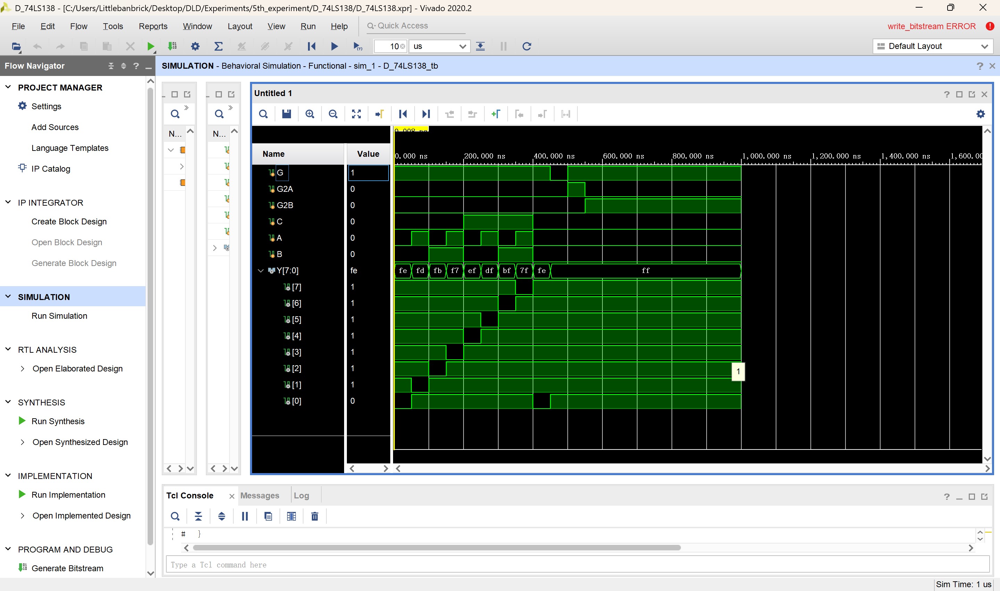 D_74LS138 - [C:/Users/Littlebanbrick/Desktop/DLD/Experiments/5th_experiment/D_74LS138/D_74LS138.xpr] - Vivado 2020.2
File Edit Flow Tools Reports Window Layout View Run Help Quick Access write_bitstream ERROR
10 us Default Layout
Flow Navigator
SIMULATION - Behavioral Simulation - Functional - sim_1 - D_74LS138_tb
PROJECT MANAGER
Settings
Add Sources
Language Templates
IP Catalog
IP INTEGRATOR
Create Block Design
Open Block Design
Generate Block Design
SIMULATION
Run Simulation
RTL ANALYSIS
Open Elaborated Design
SYNTHESIS
Run Synthesis
Open Synthesized Design
IMPLEMENTATION
Run Implementation
Open Implemented Design
PROGRAM AND DEBUG
Generate Bitstream
N...
N...
Untitled 1
0.008 ns
Name Value
0.000 ns 200.000 ns 400.000 ns 600.000 ns 800.000 ns 1,000.000 ns 1,200.000 ns 1,400.000 ns 1,600.00
G 1
G2A 0
G2B 0
C 0
A 0
B 0
Y[7:0] fe fe fd fb f7 ef df bf 7f fe ff
[7] 1
[6] 1
[5] 1
[4] 1
[3] 1
[2] 1
1
[1] 1
[0] 0
Tcl Console Messages Log
# }
Type a Tcl command here
Sim Time: 1 us